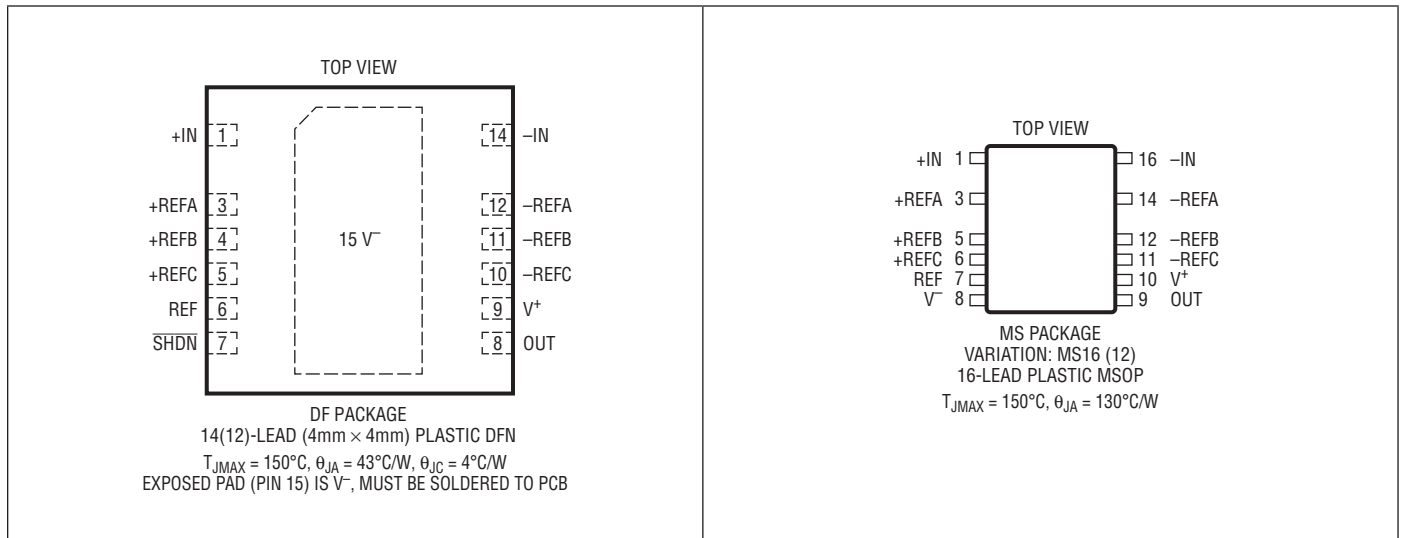 TOP VIEW
+IN 1
14 –IN
+REFA 3
12 –REFA
+REFB 4
15 V–
11 –REFB
+REFC 5
10 –REFC
REF 6
9 V+
SHDN 7
8 OUT
DF PACKAGE
14(12)-LEAD (4mm × 4mm) PLASTIC DFN
TJMAX = 150°C, θJA = 43°C/W, θJC = 4°C/W
EXPOSED PAD (PIN 15) IS V–, MUST BE SOLDERED TO PCB
TOP VIEW
+IN 1
16 –IN
+REFA 3
14 –REFA
+REFB 5
12 –REFB
+REFC 6
11 –REFC
REF 7
10 V+
V– 8
9 OUT
MS PACKAGE
VARIATION: MS16 (12)
16-LEAD PLASTIC MSOP
TJMAX = 150°C, θJA = 130°C/W